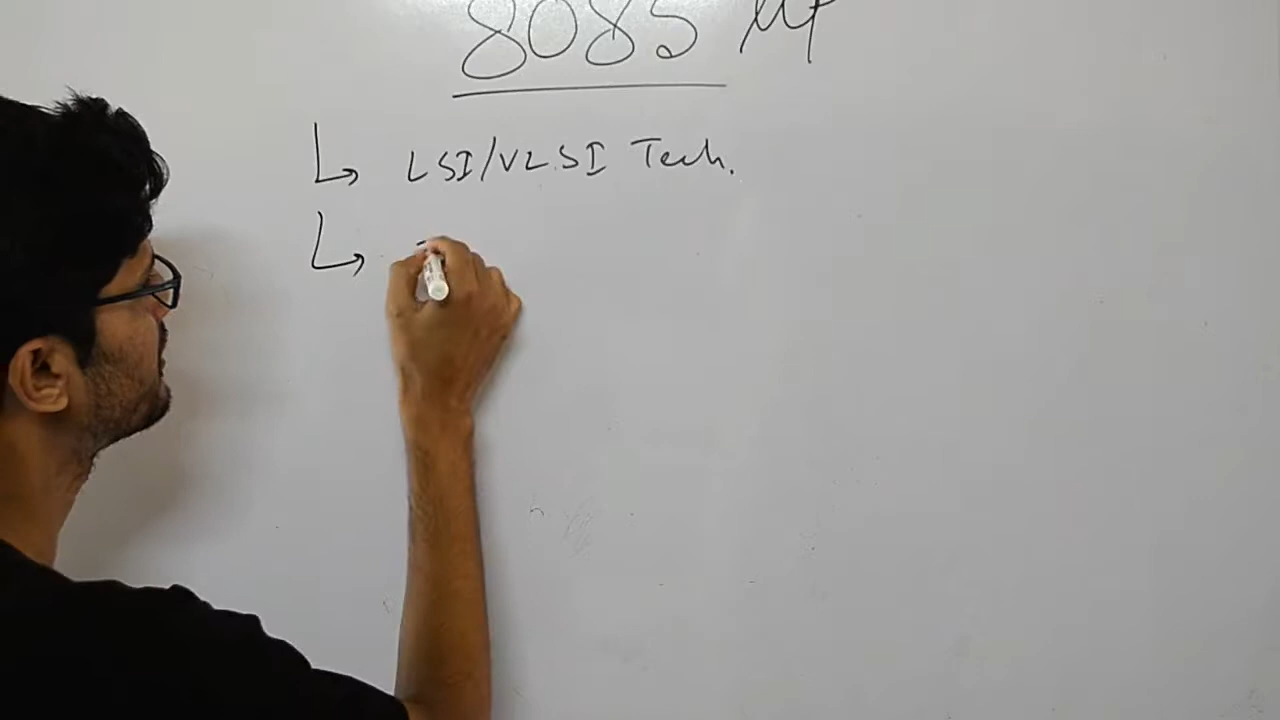 8085 μP
↳ LSI/VLSI Tech.
↳